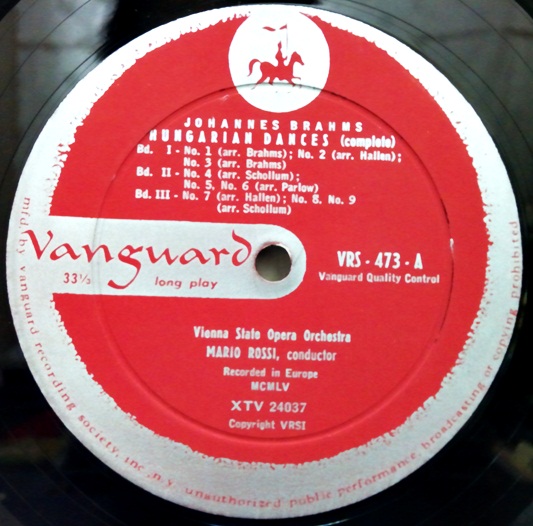 JOHANNES BRAHMS
HUNGARIAN DANCES (complete)
Bd. I - No. 1 (arr. Brahms); No. 2 (arr. Hallen);
No. 3 (arr. Brahms)
Bd. II - No. 4 (arr. Schollum);
No. 5, No. 6 (arr. Parlow)
Bd. III - No. 7 (arr. Hallen); No. 8, No. 9
(arr. Schollum)
Vanguard
33⅓ long play
VRS - 473 - A
Vanguard Quality Control
Vienna State Opera Orchestra
MARIO ROSSI, conductor
Recorded in Europe
MCMLV
XTV 24037
Copyright VRSI
mfd. by vanguard recording society, inc., n.y. unauthorized public performance, broadcasting or copying prohibited